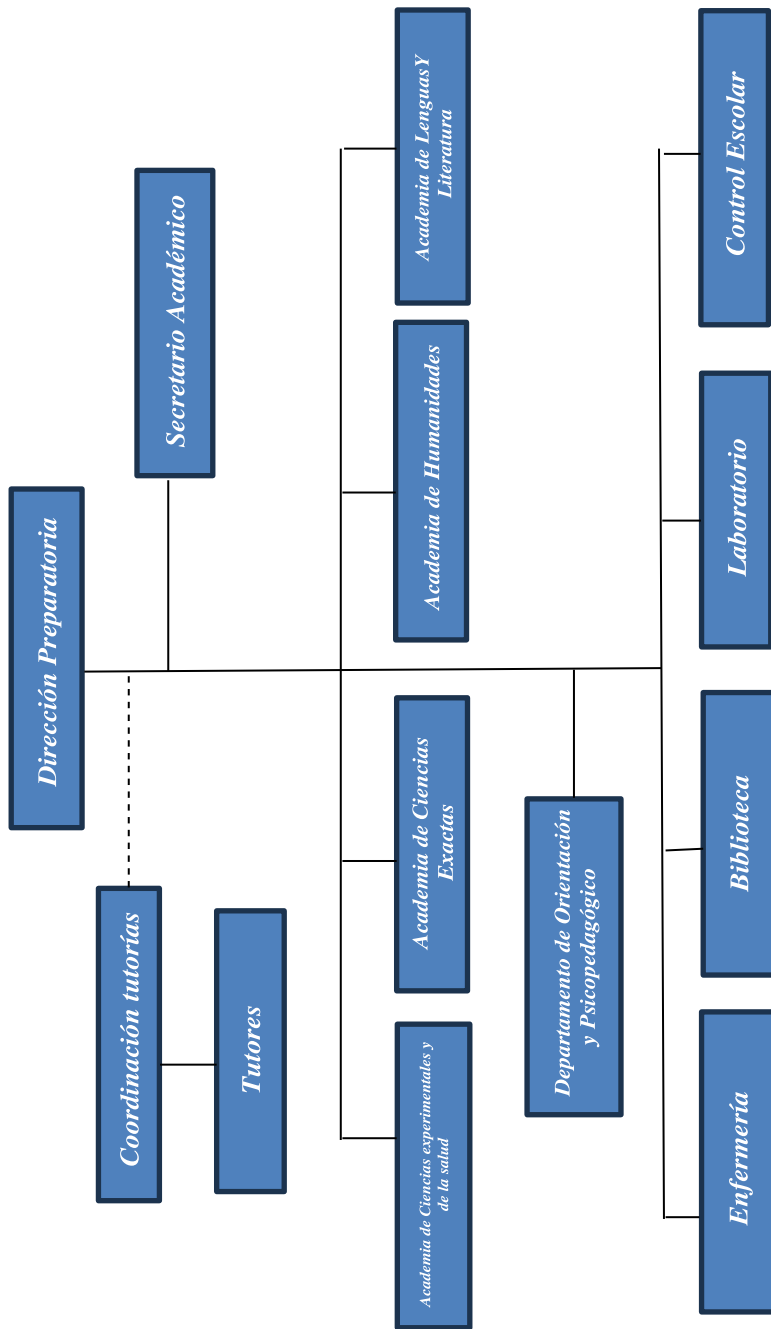 Dirección Preparatoria
Secretario Académico
Coordinación tutorías
Tutores
Academia de Ciencias experimentales y
de la salud
Academia de Ciencias
Exactas
Academia de Humanidades
Academia de LenguasY
Literatura
Departamento de Orientación
y Psicopedagógico
Enfermería
Biblioteca
Laboratorio
Control Escolar